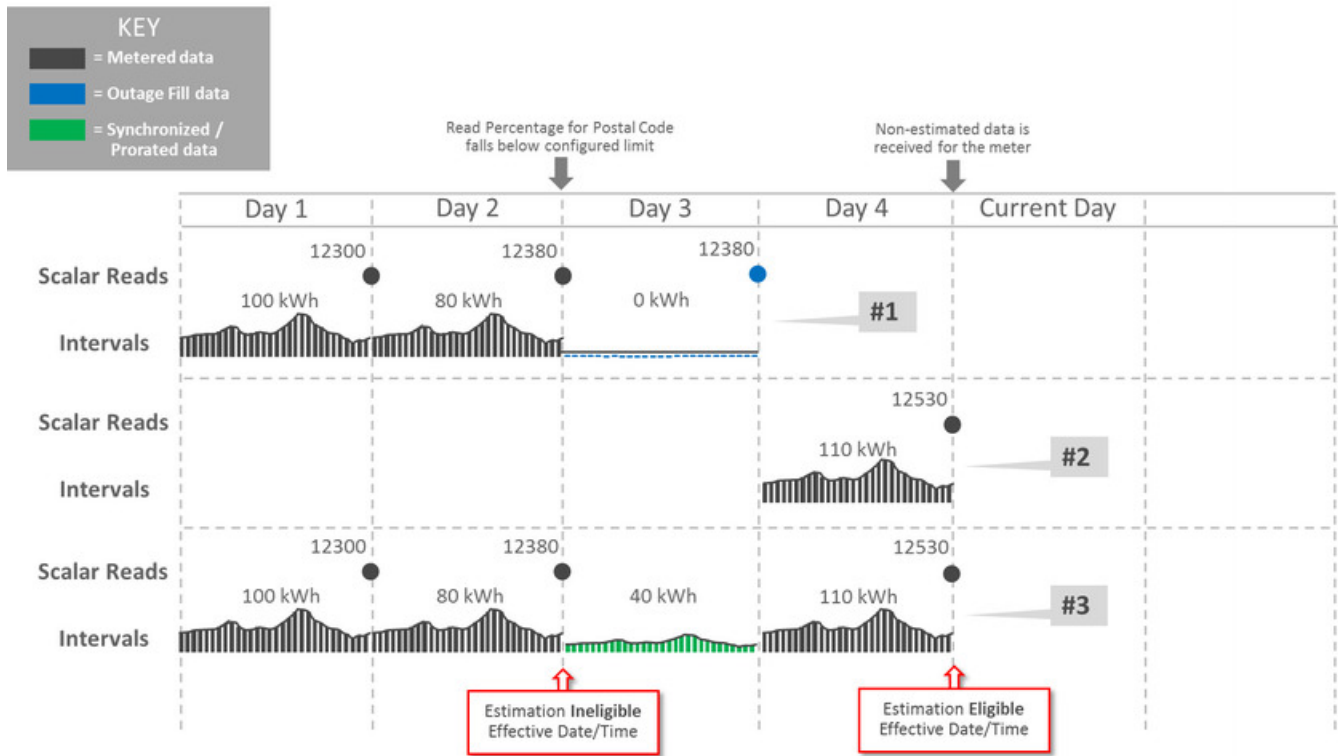 KEY
= Metered data
= Outage Fill data
= Synchronized /
Prorated data
Read Percentage for Postal Code
falls below configured limit
Non-estimated data is
received for the meter
Day 1 Day 2 Day 3 Day 4 Current Day
12300 12380 12380
Scalar Reads
100 kWh 80 kWh 0 kWh
#1
Intervals
12530
Scalar Reads
110 kWh
#2
Intervals
12300 12380 12530
Scalar Reads
100 kWh 80 kWh 40 kWh 110 kWh
#3
Intervals
Estimation Ineligible
Effective Date/Time
Estimation Eligible
Effective Date/Time